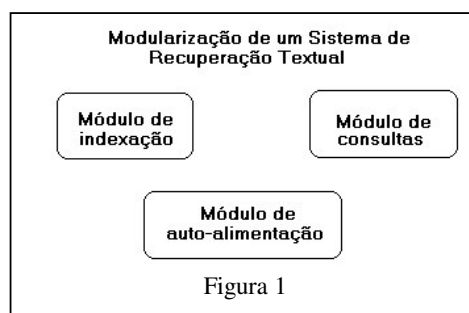 Modularização de um Sistema de
Recuperação Textual
Módulo de
indexação
Módulo de
consultas
Módulo de
auto-alimentação
Figura 1